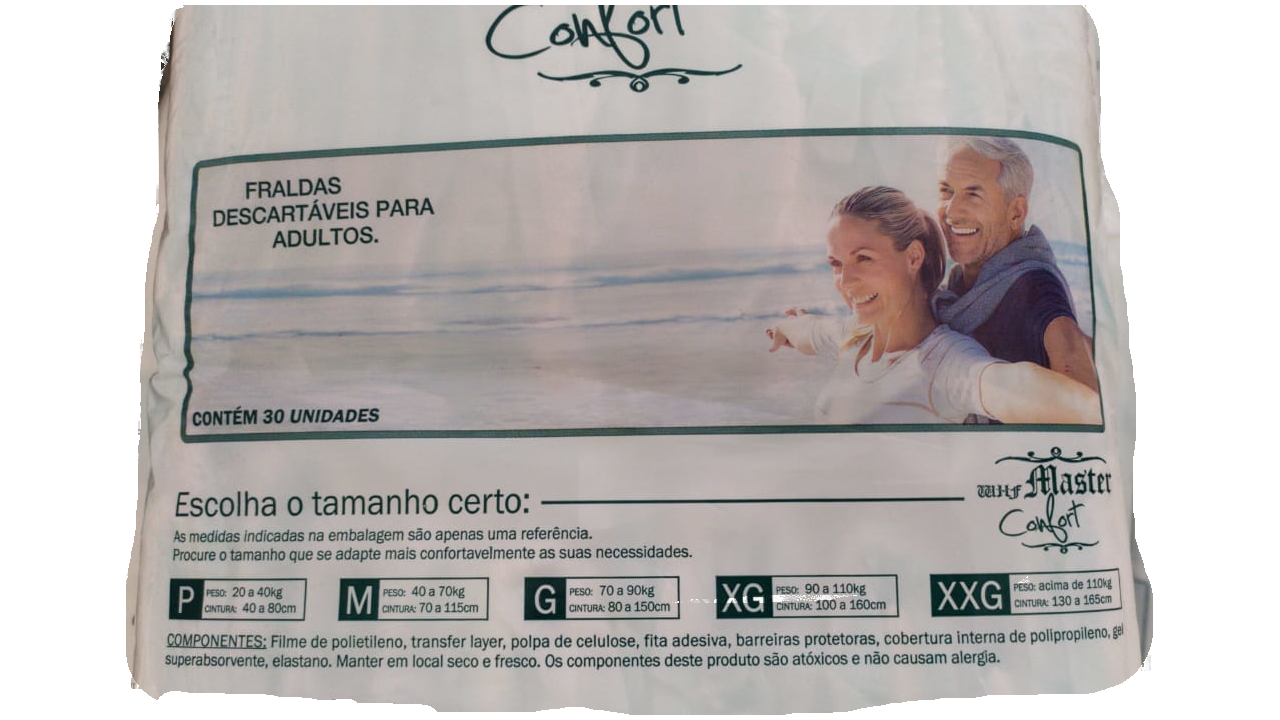 Confort
FRALDAS
DESCARTÁVEIS PARA
ADULTOS.
CONTÉM 30 UNIDADES
Escolha o tamanho certo:
WHF Master
Confort
As medidas indicadas na embalagem são apenas uma referência.
Procure o tamanho que se adapte mais confortavelmente as suas necessidades.
P PESO: 20 a 40kg
CINTURA: 40 a 80cm
M PESO: 40 a 70kg
CINTURA: 70 a 115cm
G PESO: 70 a 90kg
CINTURA: 80 a 150cm
XG PESO: 90 a 110kg
CINTURA: 100 a 160cm
XXG PESO: acima de 110kg
CINTURA: 130 a 165cm
COMPONENTES: Filme de polietileno, transfer layer, polpa de celulose, fita adesiva, barreiras protetoras, cobertura interna de polipropileno, gel
superabsorvente, elastano. Manter em local seco e fresco. Os componentes deste produto são atóxicos e não causam alergia.